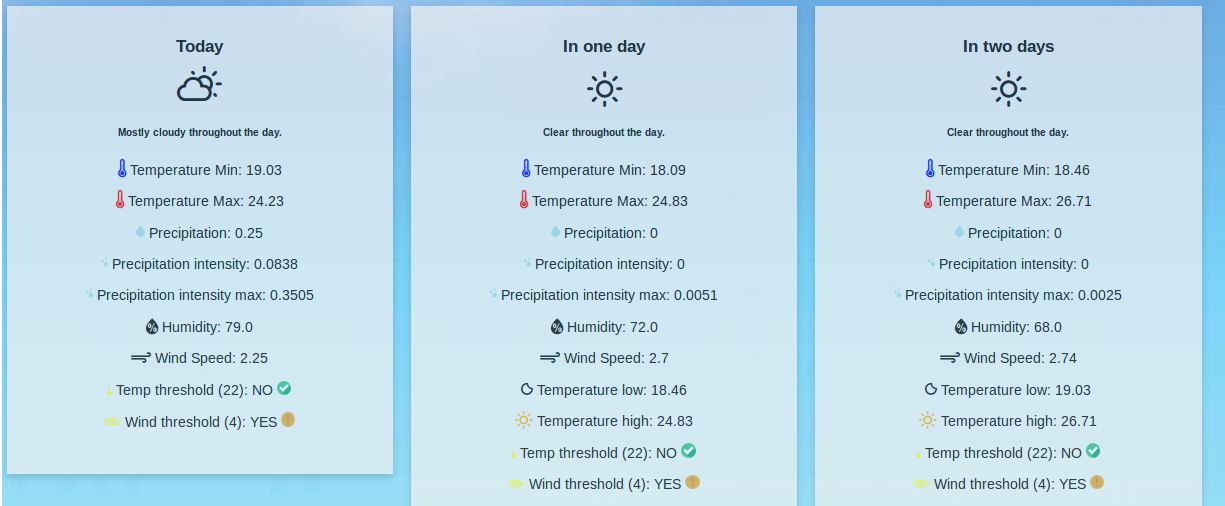 Today
Mostly cloudy throughout the day.
Temperature Min: 19.03
Temperature Max: 24.23
Precipitation: 0.25
Precipitation intensity: 0.0838
Precipitation intensity max: 0.3505
Humidity: 79.0
Wind Speed: 2.25
Temp threshold (22): NO
Wind threshold (4): YES
In one day
Clear throughout the day.
Temperature Min: 18.09
Temperature Max: 24.83
Precipitation: 0
Precipitation intensity: 0
Precipitation intensity max: 0.0051
Humidity: 72.0
Wind Speed: 2.7
Temperature low: 18.46
Temperature high: 24.83
Temp threshold (22): NO
Wind threshold (4): YES
In two days
Clear throughout the day.
Temperature Min: 18.46
Temperature Max: 26.71
Precipitation: 0
Precipitation intensity: 0
Precipitation intensity max: 0.0025
Humidity: 68.0
Wind Speed: 2.74
Temperature low: 19.03
Temperature high: 26.71
Temp threshold (22): NO
Wind threshold (4): YES